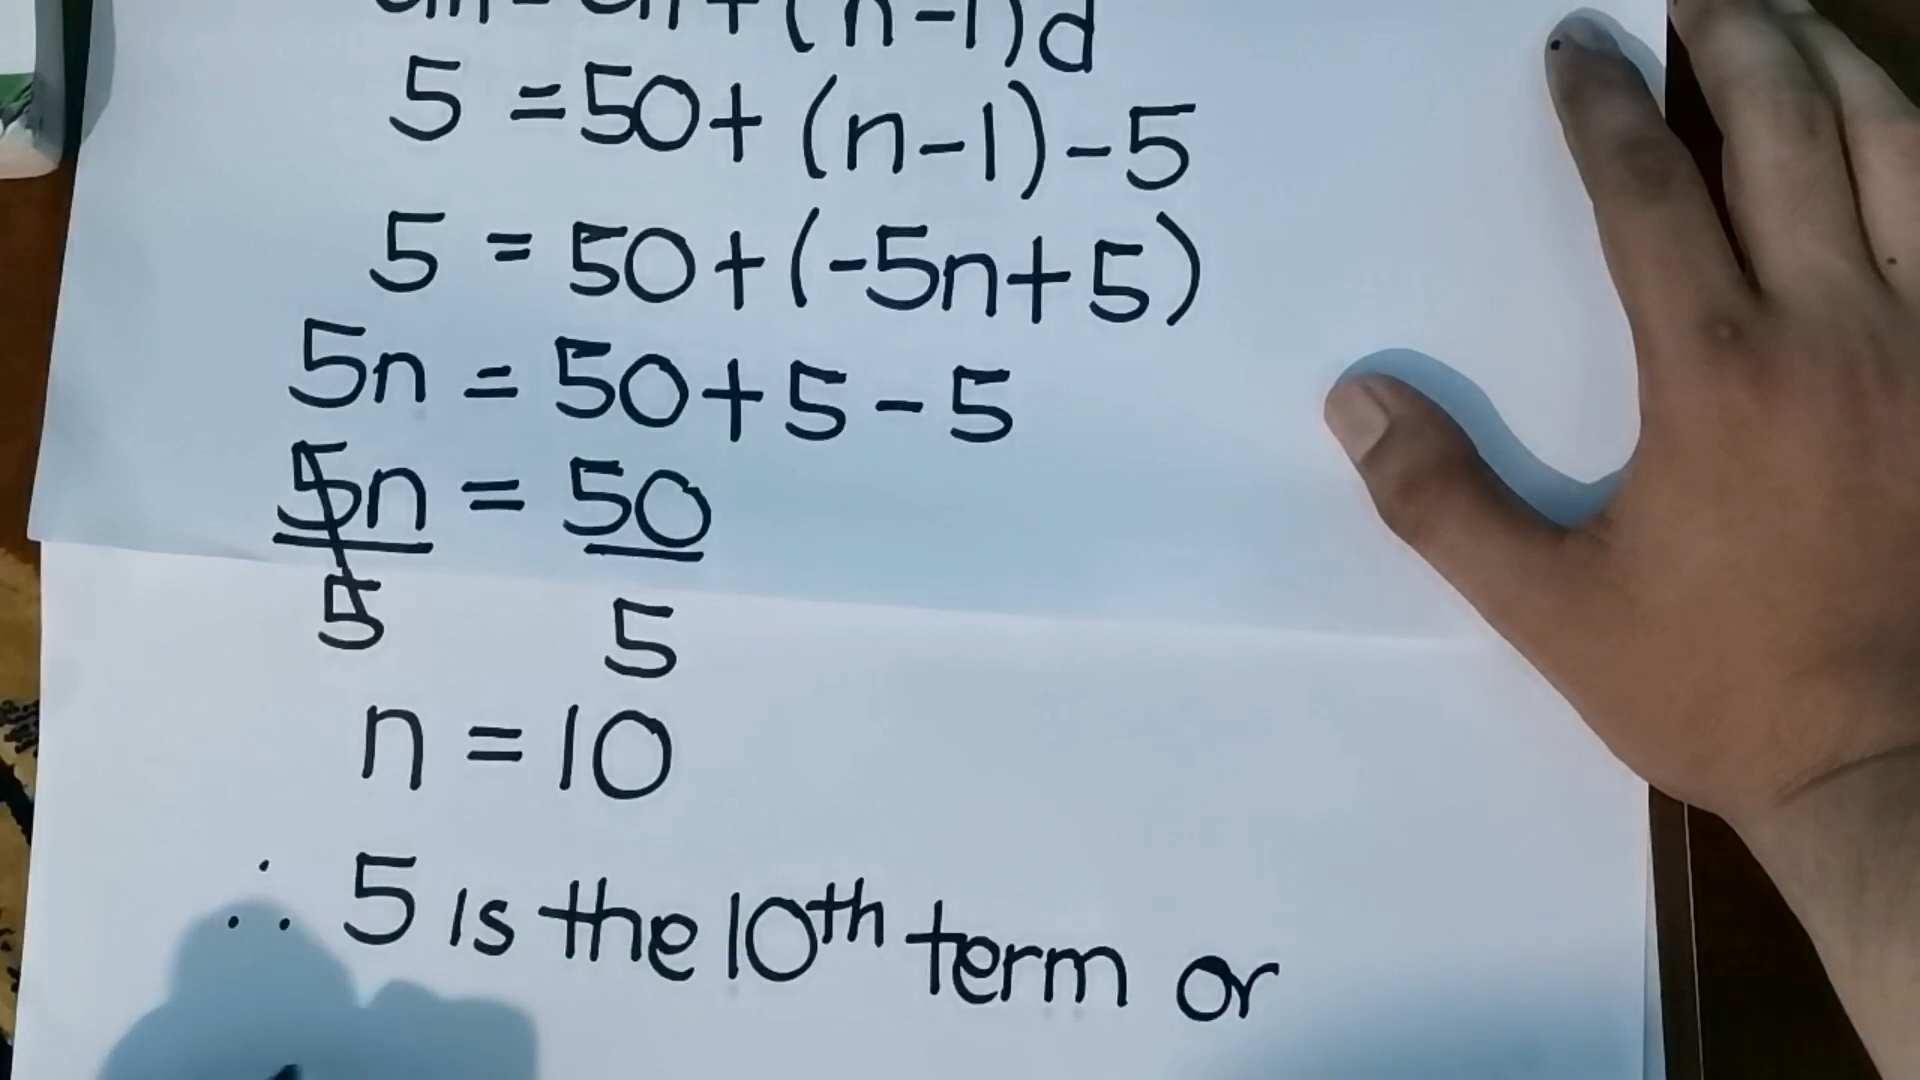 + (n-1)d
5 = 50 + (n-1) -5
5 = 50 + (-5n+5)
5n = 50 + 5 - 5
5n = 50
5 5
n = 10
∴ 5 is the 10th term or